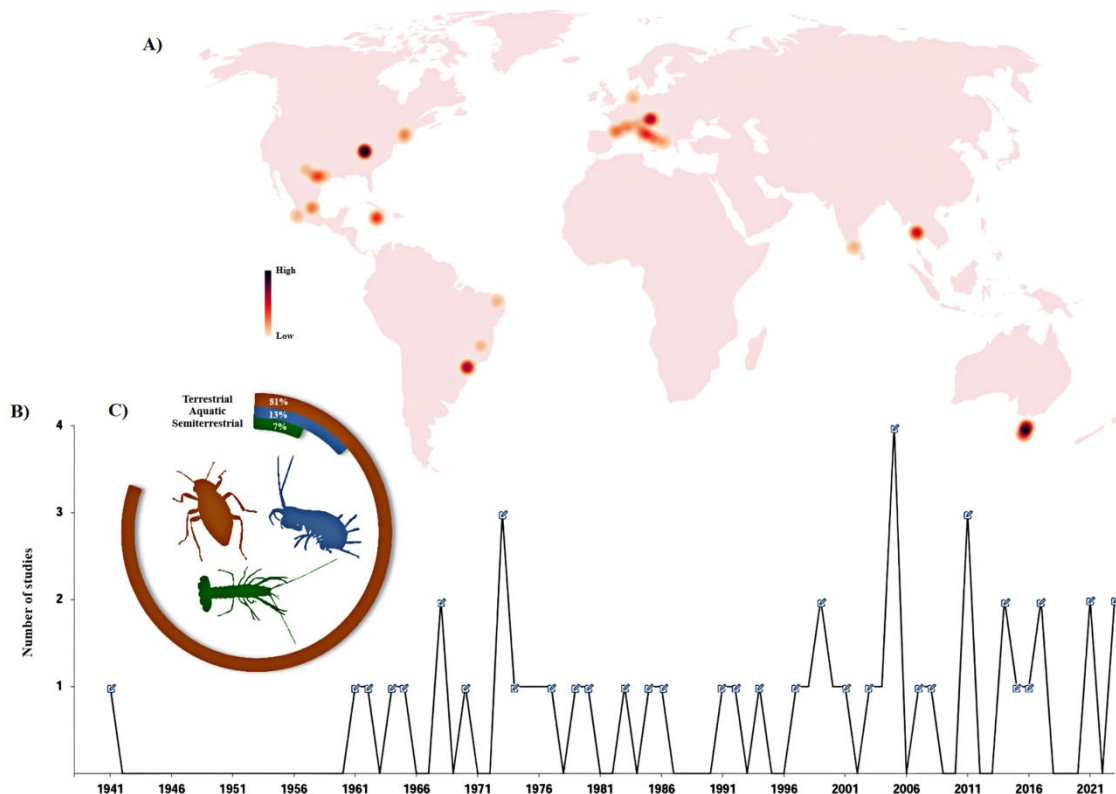 A)
High
Low
B)
C)
Terrestrial
Aquatic
Semiterrestrial
81%
13%
7%
Number of studies
4
3
2
1
1941 1946 1951 1956 1961 1966 1971 1976 1981 1986 1991 1996 2001 2006 2011 2016 2021